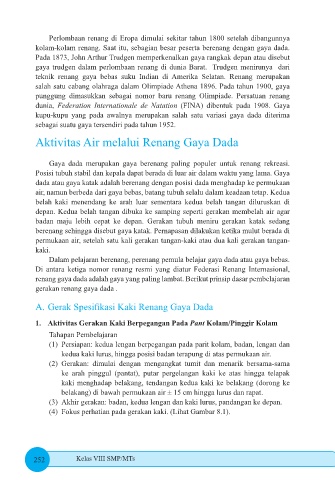 Perlombaan renang di Eropa dimulai sekitar tahun 1800 setelah dibangunnya
kolam-kolam renang. Saat itu, sebagian besar peserta berenang dengan gaya dada.
Pada 1873, John Arthur Trudgen memperkenalkan gaya rangkak depan atau disebut
gaya trudgen dalam perlombaan renang di dunia Barat. Trudgen menirunya dari
teknik renang gaya bebas suku Indian di Amerika Selatan. Renang merupakan
salah satu cabang olahraga dalam Olimpiade Athena 1896. Pada tahun 1900, gaya
punggung dimasukkan sebagai nomor baru renang Olimpiade. Persatuan renang
dunia, Federation Internationale de Natation (FINA) dibentuk pada 1908. Gaya
kupu-kupu yang pada awalnya merupakan salah satu variasi gaya dada diterima
sebagai suatu gaya tersendiri pada tahun 1952.
Aktivitas Air melalui Renang Gaya Dada
Gaya dada merupakan gaya berenang paling populer untuk renang rekreasi.
Posisi tubuh stabil dan kepala dapat berada di luar air dalam waktu yang lama. Gaya
dada atau gaya katak adalah berenang dengan posisi dada menghadap ke permukaan
air, namun berbeda dari gaya bebas, batang tubuh selalu dalam keadaan tetap. Kedua
belah kaki menendang ke arah luar sementara kedua belah tangan diluruskan di
depan. Kedua belah tangan dibuka ke samping seperti gerakan membelah air agar
badan maju lebih cepat ke depan. Gerakan tubuh meniru gerakan katak sedang
berenang sehingga disebut gaya katak. Pernapasan dilakukan ketika mulut berada di
permukaan air, setelah satu kali gerakan tangan-kaki atau dua kali gerakan tangan-
kaki.
Dalam pelajaran berenang, perenang pemula belajar gaya dada atau gaya bebas.
Di antara ketiga nomor renang resmi yang diatur Federasi Renang Internasional,
renang gaya dada adalah gaya yang paling lambat. Berikut prinsip dasar pembelajaran
gerakan renang gaya dada .
A. Gerak Spesifikasi Kaki Renang Gaya Dada
1. Aktivitas Gerakan Kaki Berpegangan Pada Parit Kolam/Pinggir Kolam
Tahapan Pembelajaran
(1) Persiapan: kedua lengan berpegangan pada parit kolam, badan, lengan dan
kedua kaki lurus, hingga posisi badan terapung di atas permukaan air.
(2) Gerakan: dimulai dengan mengangkat tumit dan menarik bersama-sama
ke arah pinggul (pantat), putar pergelangan kaki ke atas hingga telapak
kaki menghadap belakang, tendangan kedua kaki ke belakang (dorong ke
belakang) di bawah permukaan air ± 15 cm hingga lurus dan rapat.
(3) Akhir gerakan: badan, kedua lengan dan kaki lurus, pandangan ke depan.
(4) Fokus perhatian pada gerakan kaki. (Lihat Gambar 8.1).
252 Kelas VIII SMP/MTs